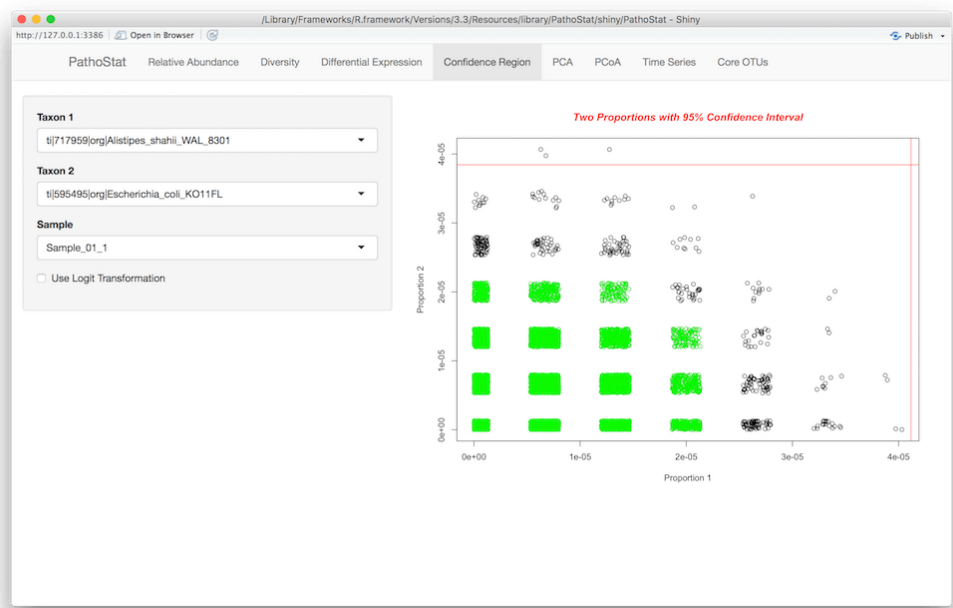 /Library/Frameworks/R.framework/Versions/3.3/Resources/library/PathoStat/shiny/PathoStat - Shiny
http://127.0.0.1:3386 Open in Browser Publish
PathoStat Relative Abundance Diversity Differential Expression Confidence Region PCA PCoA Time Series Core OTUs
Taxon 1
ti|717959|org|Alistipes_shahii_WAL_8301
Taxon 2
ti|595495|org|Escherichia_coli_KO11FL
Sample
Sample_01_1
Use Logit Transformation
Two Proportions with 95% Confidence Interval
Proportion 2
4e-05
3e-05
2e-05
1e-05
0e+00
0e+00 1e-05 2e-05 3e-05 4e-05
Proportion 1